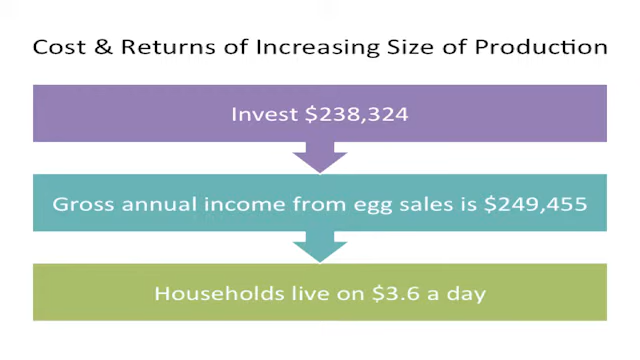 Cost & Returns of Increasing Size of Production
Invest $238,324
Gross annual income from egg sales is $249,455
Households live on $3.6 a day